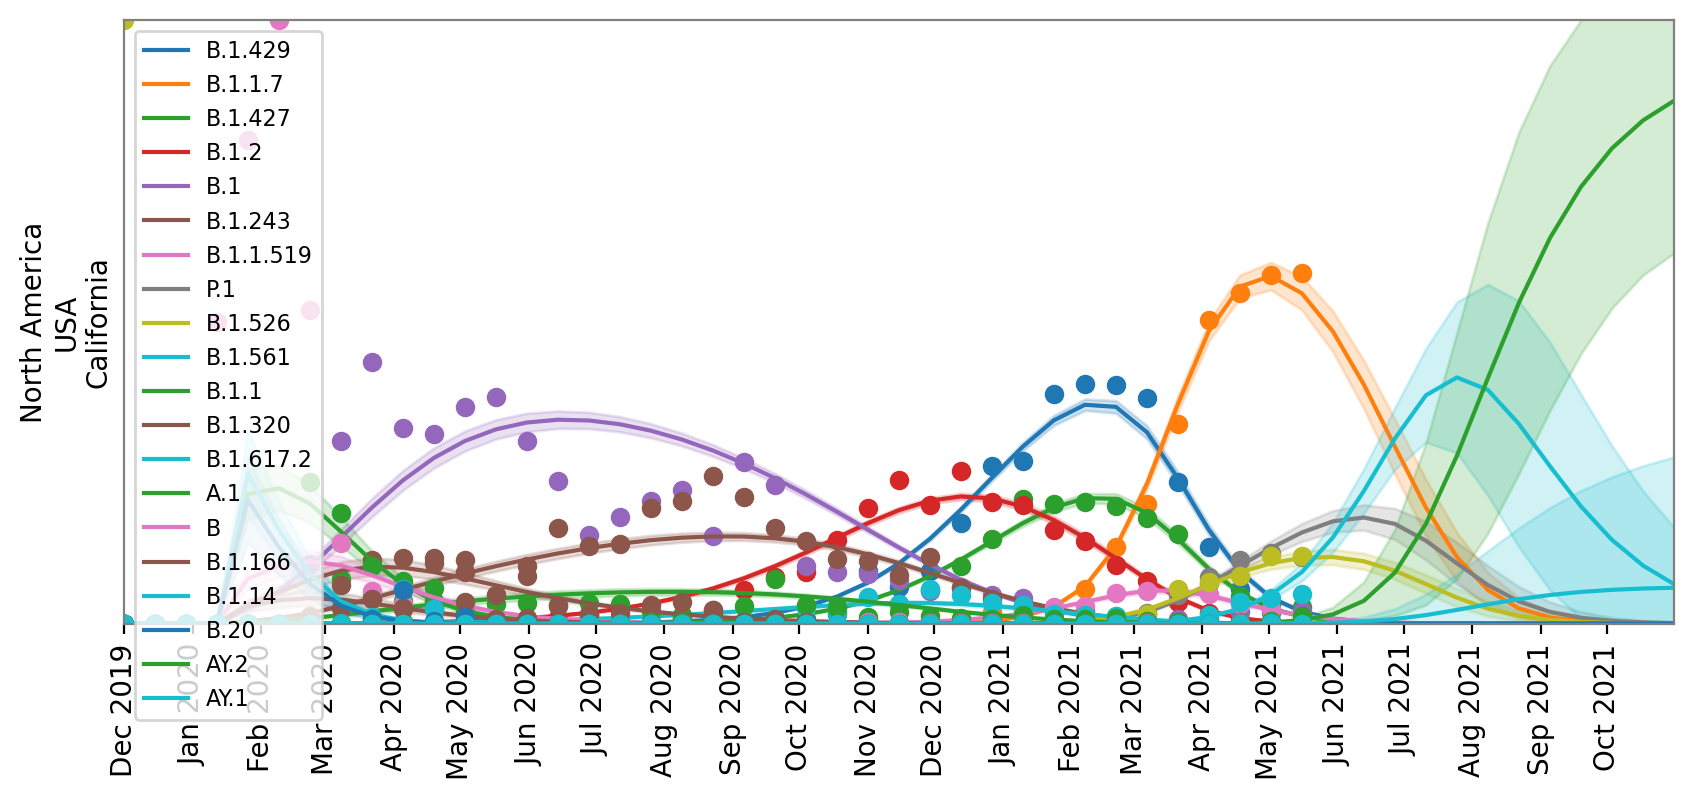 North America
USA
California
B.1.429
B.1.1.7
B.1.427
B.1.2
B.1
B.1.243
B.1.1.519
P.1
B.1.526
B.1.561
B.1.1
B.1.320
B.1.617.2
A.1
B
B.1.166
B.1.14
B.20
AY.2
AY.1
Dec 2019
Jan 2020
Feb 2020
Mar 2020
Apr 2020
May 2020
Jun 2020
Jul 2020
Aug 2020
Sep 2020
Oct 2020
Nov 2020
Dec 2020
Jan 2021
Feb 2021
Mar 2021
Apr 2021
May 2021
Jun 2021
Jul 2021
Aug 2021
Sep 2021
Oct 2021